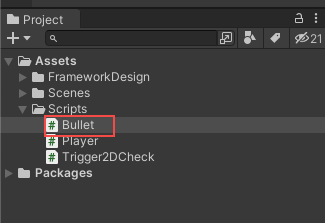 Project
21
Assets
FrameworkDesign
Scenes
Scripts
# Bullet
# Player
# Trigger2DCheck
Packages